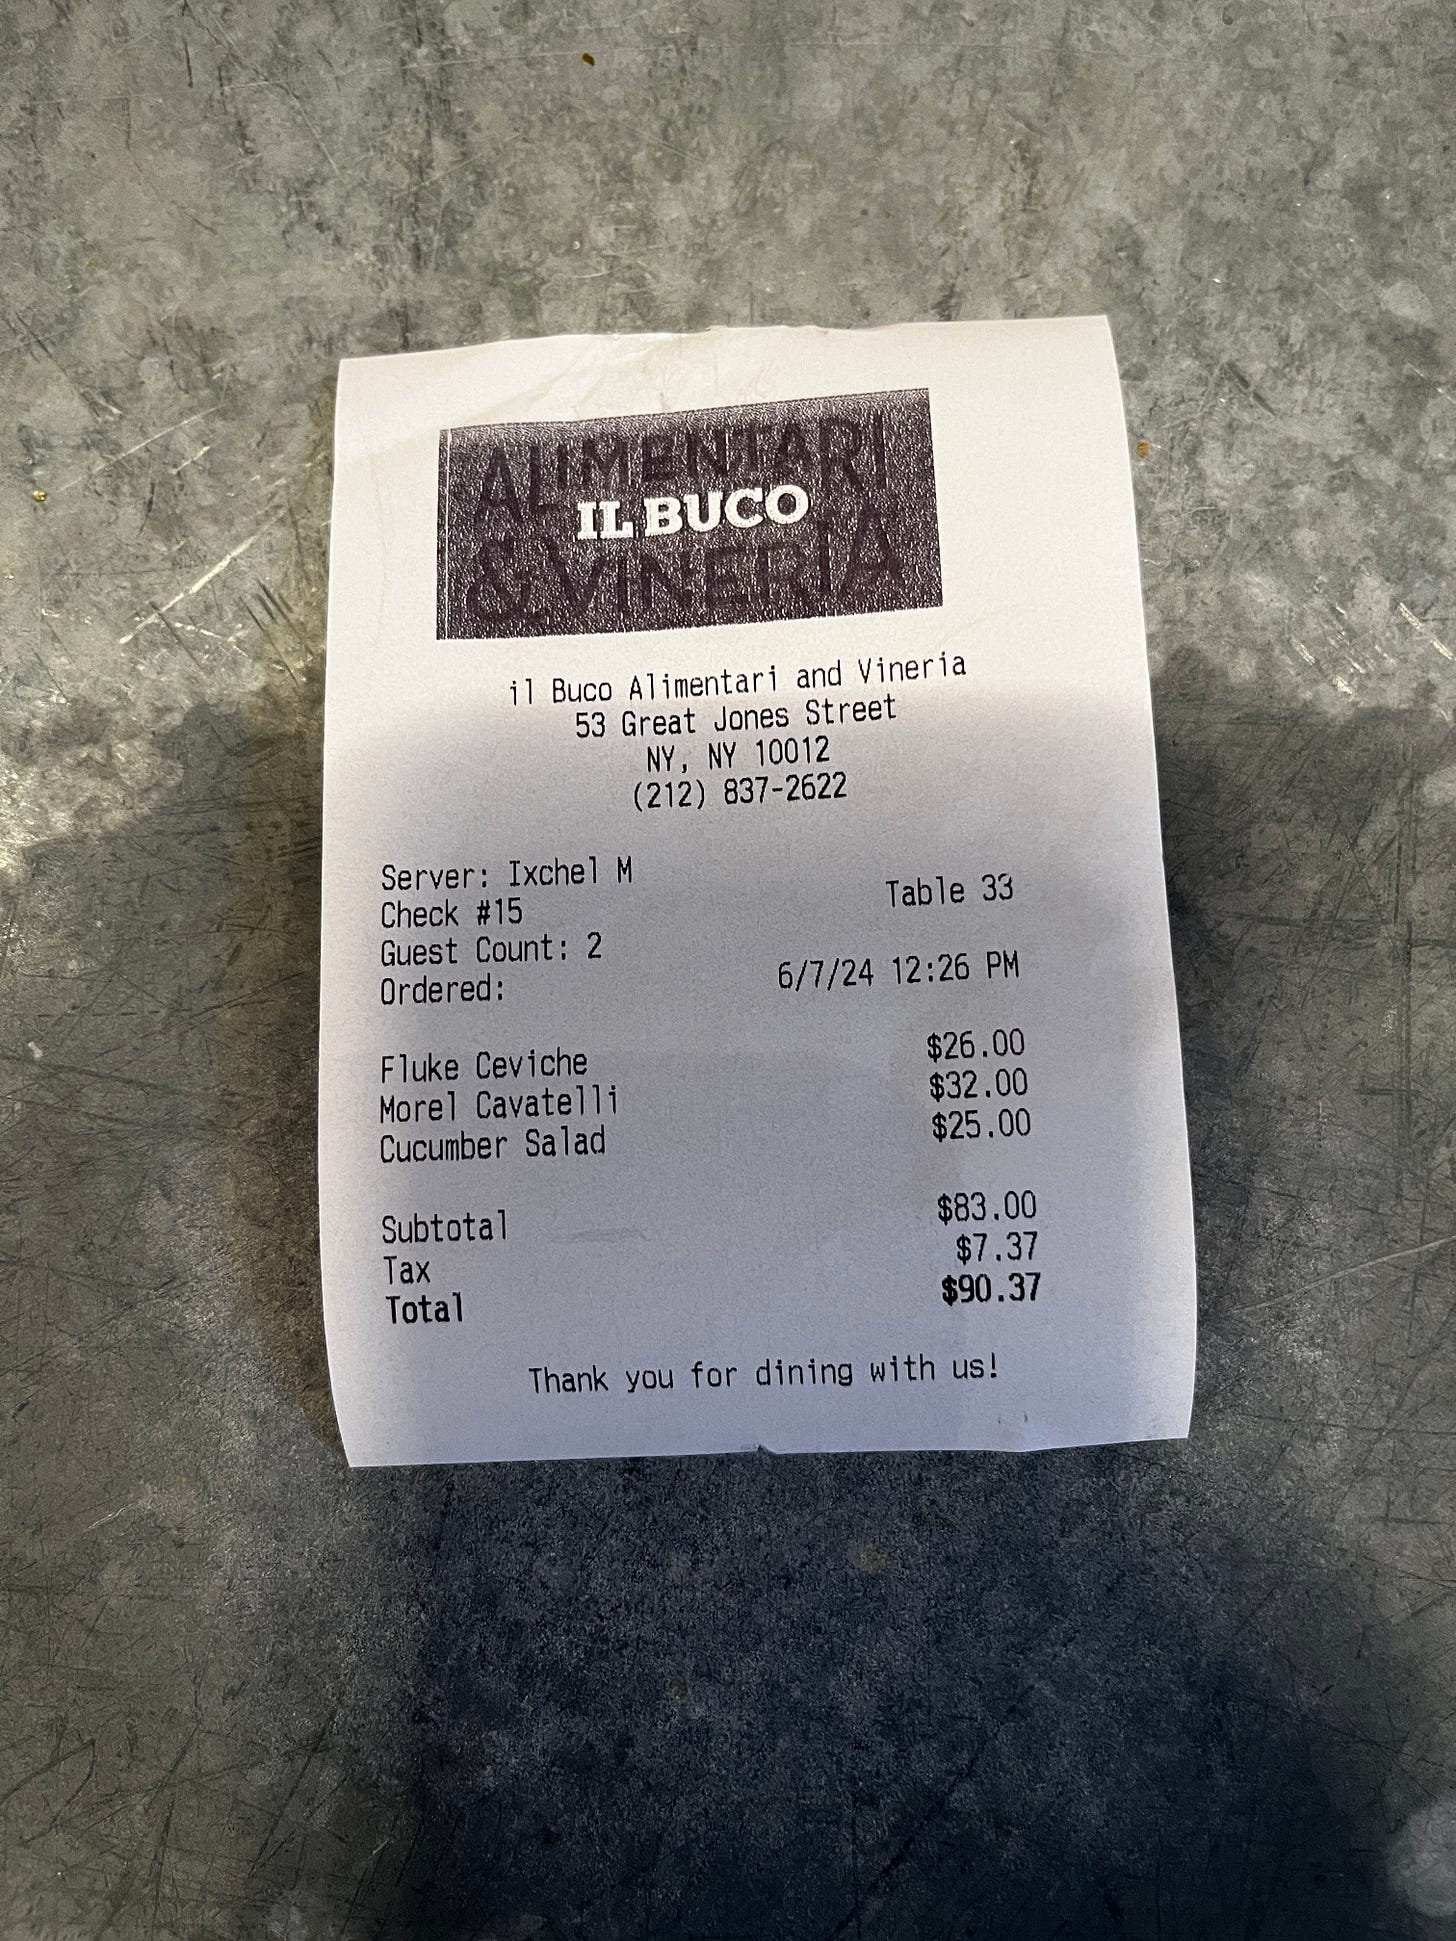 ALIMENTARI
IL BUCO
& VINERIA
il Buco Alimentari and Vineria
53 Great Jones Street
NY, NY 10012
(212) 837-2622
Server: Ixchel M
Check #15 Table 33
Guest Count: 2
Ordered: 6/7/24 12:26 PM
Fluke Ceviche $26.00
Morel Cavatelli $32.00
Cucumber Salad $25.00
Subtotal $83.00
Tax $7.37
Total $90.37
Thank you for dining with us!